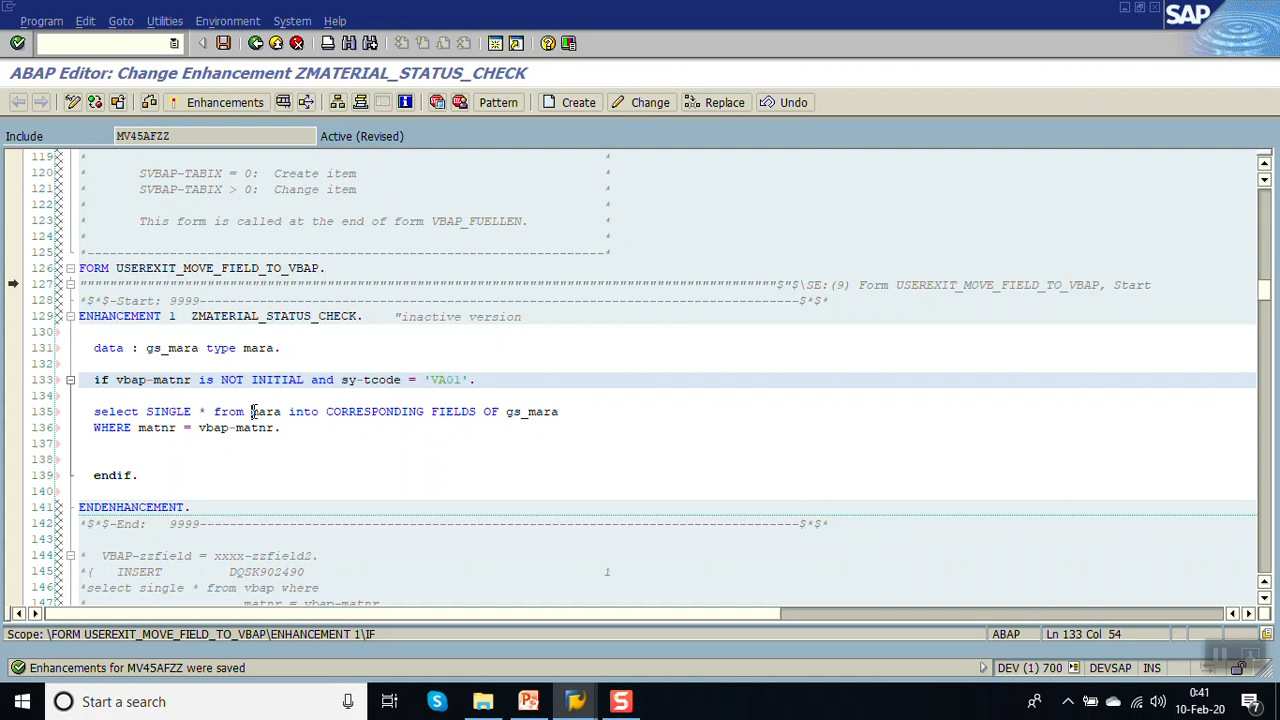 Program Edit Goto Utilities Environment System Help
SAP
ABAP Editor: Change Enhancement ZMATERIAL_STATUS_CHECK
Enhancements Pattern Create Change Replace Undo
Include MV45AFZZ Active (Revised)
119 * *
120 * SVBAP-TABIX = 0: Create item *
121 * SVBAP-TABIX > 0: Change item *
122 * *
123 * This form is called at the end of form VBAP_FUELLEN. *
124 * *
125 *----------------------------------------------------------------------*
126 FORM USEREXIT_MOVE_FIELD_TO_VBAP.
127 """"""""""""""""""""""""""""""""""""""""""""""""""""""""""""""""""""""""""""""""""""""""""""$"$\SE:(9) Form USEREXIT_MOVE_FIELD_TO_VBAP, Start
128 *$*$-Start: 9999---------------------------------------------------------------------------------$*$*
129 ENHANCEMENT 1 ZMATERIAL_STATUS_CHECK. "inactive version
130
131 data : gs_mara type mara.
132
133 if vbap-matnr is NOT INITIAL and sy-tcode = 'VA01'.
134
135 select SINGLE * from mara into CORRESPONDING FIELDS OF gs_mara
136 WHERE matnr = vbap-matnr.
137
138
139 endif.
140
141 ENDENHANCEMENT.
142 *$*$-End: 9999---------------------------------------------------------------------------------$*$*
143
144 * VBAP-zzfield = xxxx-zzfield2.
145 *{ INSERT DQSK902490 1
146 *select single * from vbap where
147 * matnr = vbap-matnr
Scope: \FORM USEREXIT_MOVE_FIELD_TO_VBAP\ENHANCEMENT 1\IF ABAP Ln 133 Col 54
Enhancements for MV45AFZZ were saved DEV (1) 700 DEVSAP INS
Start a search 0:41
10-Feb-20 7